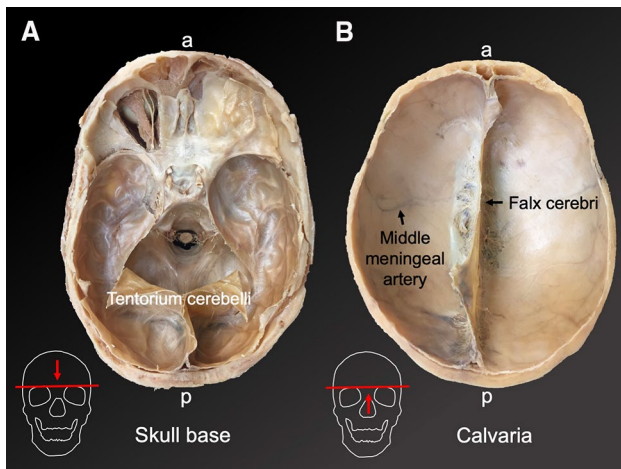 A
B
a
a
Falx cerebri
Middle
meningeal
artery
Tentorium cerebelli
p
p
Skull base
Calvaria